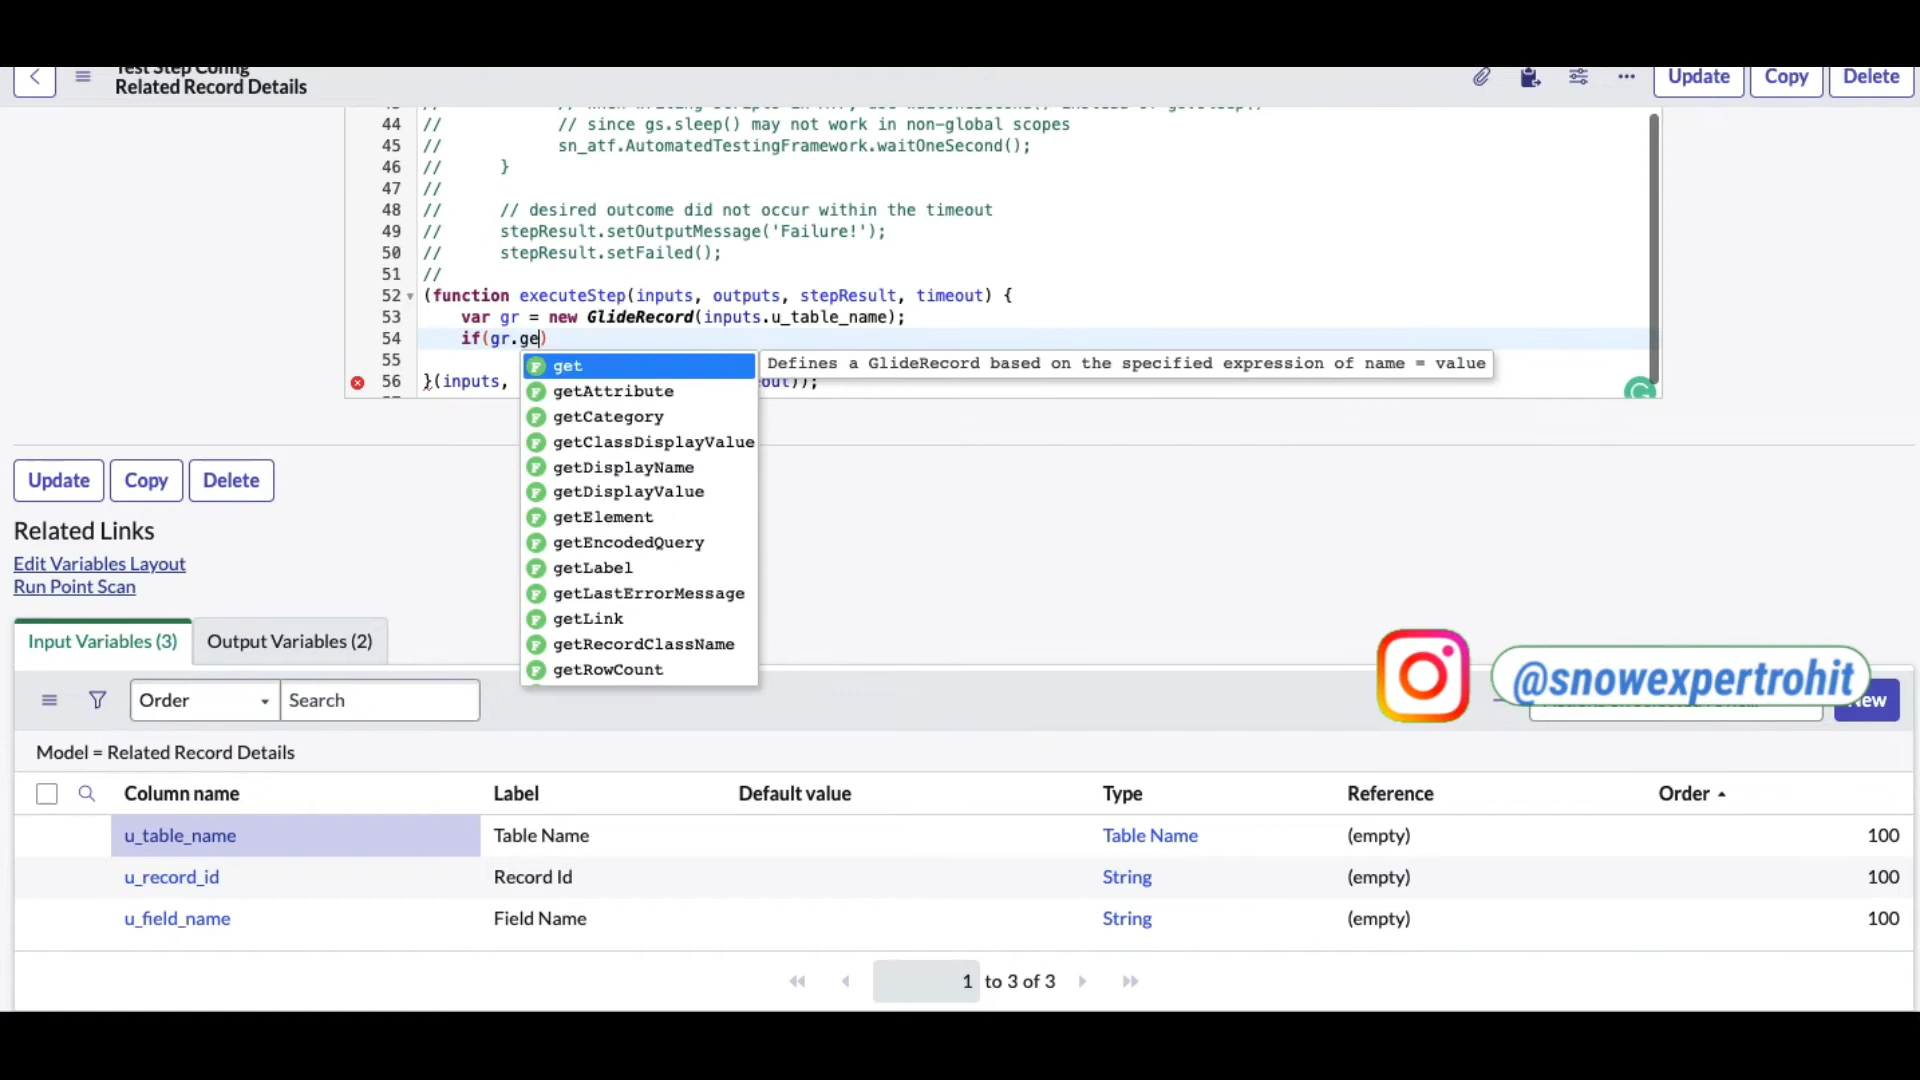 Test Step Config
Related Record Details
Update
Copy
Delete
44 // // since gs.sleep() may not work in non-global scopes
45 // sn_atf.AutomatedTestingFramework.waitOneSecond();
46 // }
47 //
48 // // desired outcome did not occur within the timeout
49 // stepResult.setOutputMessage('Failure!');
50 // stepResult.setFailed();
51 //
52 (function executeStep(inputs, outputs, stepResult, timeout) {
53 var gr = new GlideRecord(inputs.u_table_name);
54 if(gr.ge)
55
56 }(inputs, out));
get
Defines a GlideRecord based on the specified expression of name = value
getAttribute
getCategory
getClassDisplayValue
getDisplayName
getDisplayValue
getElement
getEncodedQuery
getLabel
getLastErrorMessage
getLink
getRecordClassName
getRowCount
Update
Copy
Delete
Related Links
Edit Variables Layout
Run Point Scan
Input Variables (3)
Output Variables (2)
@snowexpertrohit
Order
Search
Model = Related Record Details
Column name Label Default value Type Reference Order
u_table_name Table Name Table Name (empty) 100
u_record_id Record Id String (empty) 100
u_field_name Field Name String (empty) 100
1 to 3 of 3